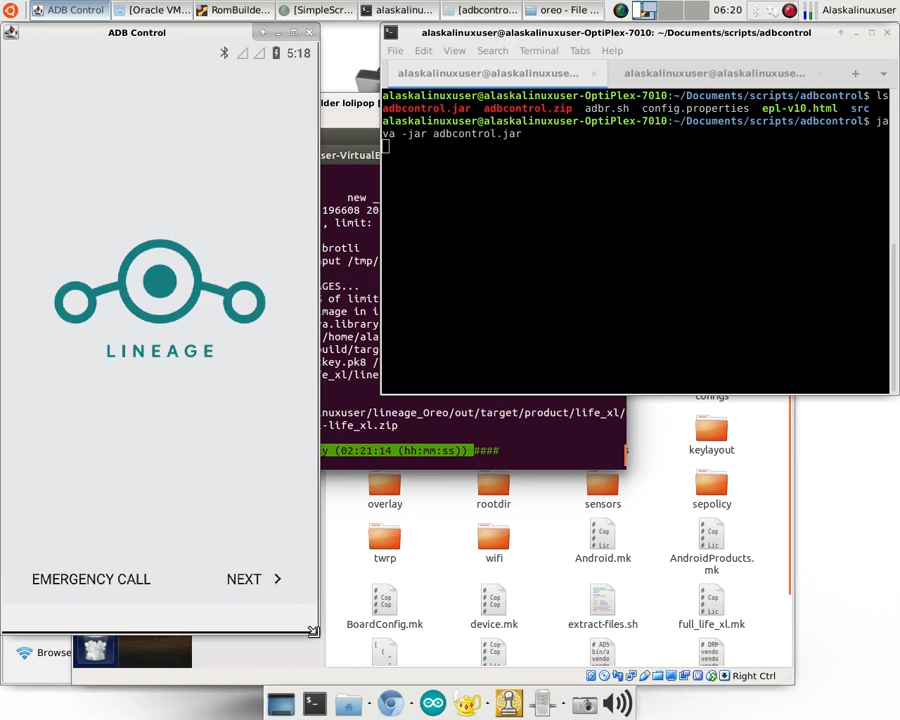 ADB Control
[Oracle VM...
RomBuilde...
[SimpleScr...
alaskalinu...
[adbcontro...
oreo - File ...
06:20
Alaskalinuxuser
ADB Control
5:18
LINEAGE
EMERGENCY CALL
NEXT
lder lolipop |
ser-VirtualB
new _
196608 20
, limit:
brotli
put /tmp/
GES...
% of limit
mage in i
va.library
/home/ala
build/targ
key.pk8 /
fe_xl/line
inuxuser/lineage_Oreo/out/target/product/life_xl/
-life_xl.zip
y (02:21:14 (hh:mm:ss)) ####
alaskalinuxuser@alaskalinuxuser-OptiPlex-7010: ~/Documents/scripts/adbcontrol
File Edit View Search Terminal Tabs Help
alaskalinuxuser@alaskalinuxuse...
alaskalinuxuser@alaskalinuxuse...
alaskalinuxuser@alaskalinuxuser-OptiPlex-7010:~/Documents/scripts/adbcontrol$ ls
adbcontrol.jar adbcontrol.zip adbr.sh config.properties epl-v10.html src
alaskalinuxuser@alaskalinuxuser-OptiPlex-7010:~/Documents/scripts/adbcontrol$ ja
va -jar adbcontrol.jar
configs
keylayout
overlay
rootdir
sensors
sepolicy
twrp
wifi
Android.mk
AndroidProducts.
mk
BoardConfig.mk
device.mk
extract-files.sh
full_life_xl.mk
Browse
Right Ctrl